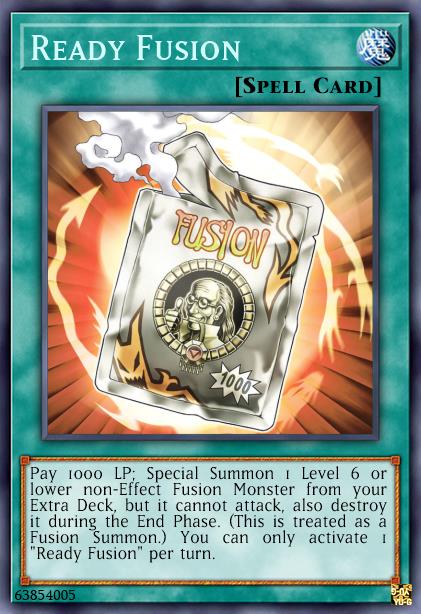 Ready Fusion
魔
[Spell Card]
FUSION
1000
Pay 1000 LP; Special Summon 1 Level 6 or
lower non-Effect Fusion Monster from your
Extra Deck, but it cannot attack, also destroy
it during the End Phase. (This is treated as a
Fusion Summon.) You can only activate 1
"Ready Fusion" per turn.
63854005